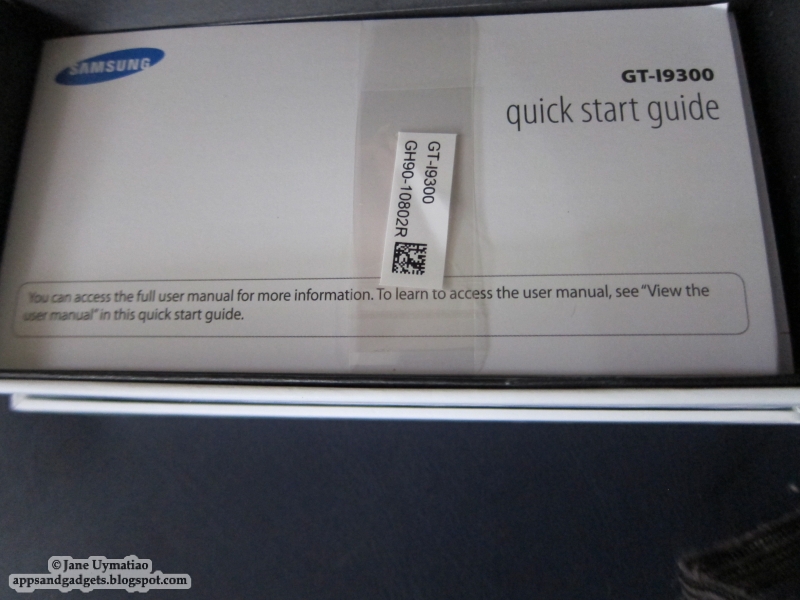 SAMSUNG
GT-I9300
quick start guide
GT-I9300
GH90-10802R
You can access the full user manual for more information. To learn to access the user manual, see “View the
user manual” in this quick start guide.
© Jane Uymatiao
appsandgadgets.blogspot.com